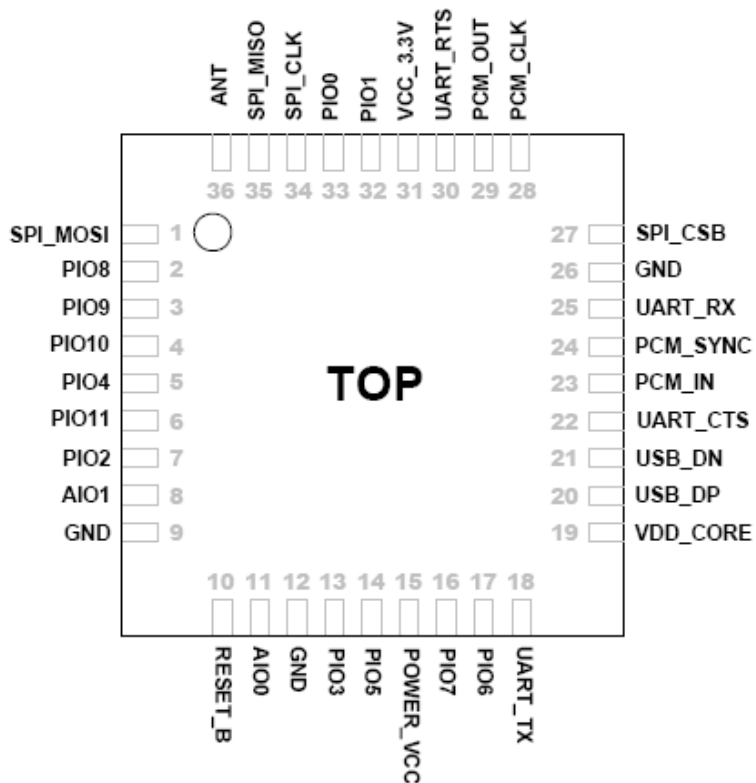 ANT
SPI_MISO
SPI_CLK
PIO0
PIO1
VCC_3.3V
UART_RTS
PCM_OUT
PCM_CLK
36 35 34 33 32 31 30 29 28
SPI_MOSI 1
PIO8 2
PIO9 3
PIO10 4
PIO4 5
PIO11 6
PIO2 7
AIO1 8
GND 9
TOP
27 SPI_CSB
26 GND
25 UART_RX
24 PCM_SYNC
23 PCM_IN
22 UART_CTS
21 USB_DN
20 USB_DP
19 VDD_CORE
10 11 12 13 14 15 16 17 18
RESET_B
AIO0
GND
PIO3
PIO5
POWER_VCC
PIO7
PIO6
UART_TX